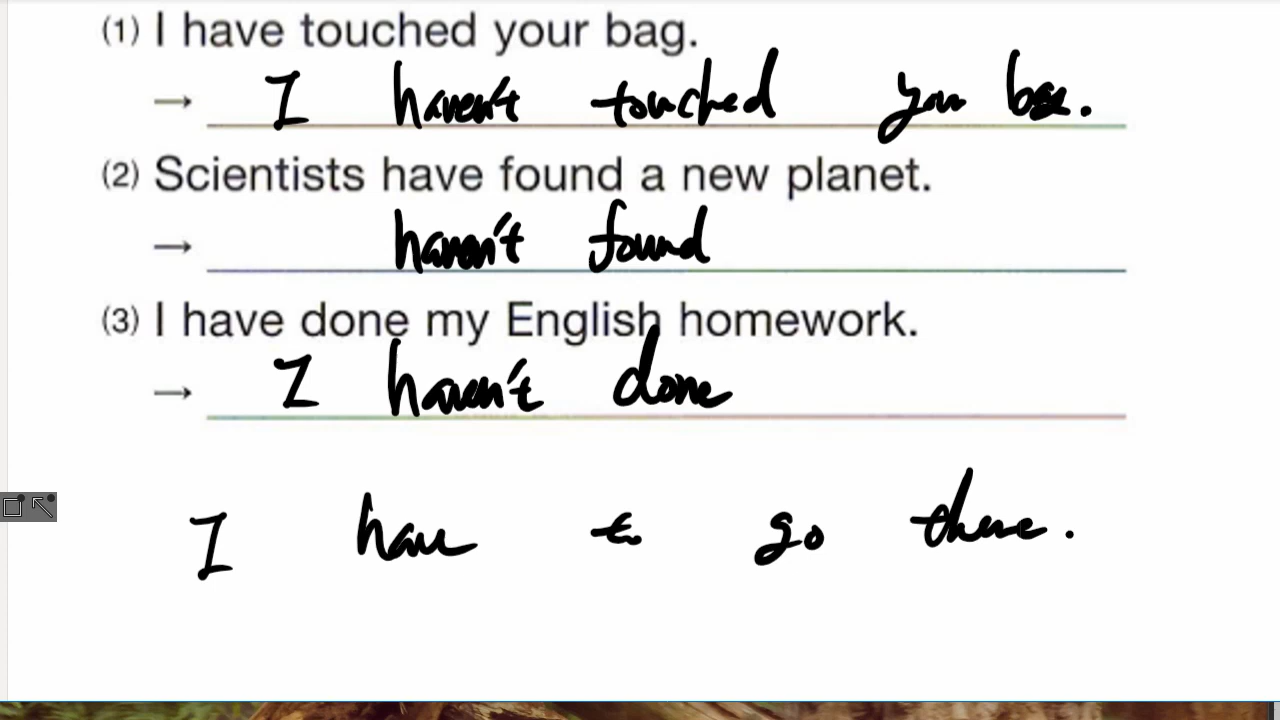 (1) I have touched your bag.
→ I haven't touched your bag.
(2) Scientists have found a new planet.
→ haven't found
(3) I have done my English homework.
→ I haven't done
I have to go there.